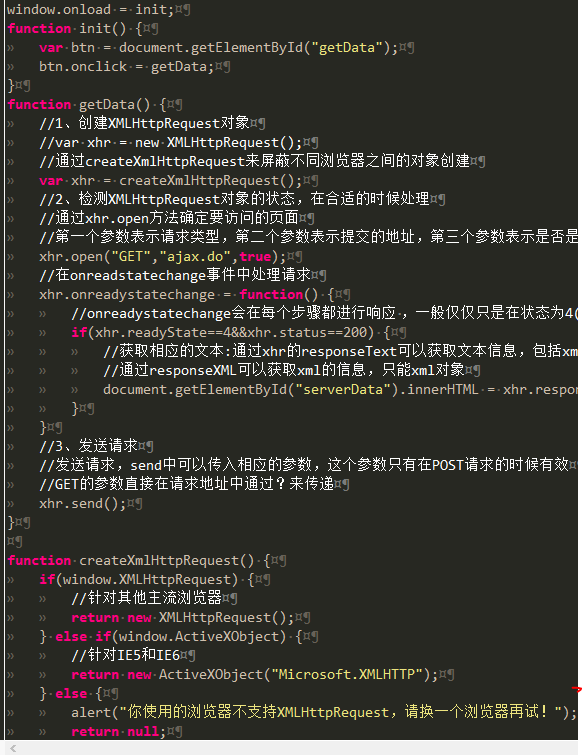 window.onload = init;
function init() {
var btn = document.getElementById("getData");
btn.onclick = getData;
}
function getData() {
//1、创建XMLHttpRequest对象
//var xhr = new XMLHttpRequest();
//通过createXmlHttpRequest来屏蔽不同浏览器之间的对象创建
var xhr = createXmlHttpRequest();
//2、检测XMLHttpRequest对象的状态，在合适的时候处理
//通过xhr.open方法确定要访问的页面
//第一个参数表示请求类型，第二个参数表示提交的地址，第三个参数表示是否是
xhr.open("GET","ajax.do",true);
//在onreadstatechange事件中处理请求
xhr.onreadystatechange = function() {
//onreadystatechange会在每个步骤都进行响应 ，一般仅仅只是在状态为4(
if(xhr.readyState==4&&xhr.status==200) {
//获取相应的文本:通过xhr的responseText可以获取文本信息，包括xm
//通过responseXML可以获取xml的信息，只能xml对象
document.getElementById("serverData").innerHTML = xhr.respon
}
}
//3、发送请求
//发送请求，send中可以传入相应的参数，这个参数只有在POST请求的时候有效
//GET的参数直接在请求地址中通过？来传递
xhr.send();
}
function createXmlHttpRequest() {
if(window.XMLHttpRequest) {
//针对其他主流浏览器
return new XMLHttpRequest();
} else if(window.ActiveXObject) {
//针对IE5和IE6
return new ActiveXObject("Microsoft.XMLHTTP");
} else {
alert("你使用的浏览器不支持XMLHttpRequest，请换一个浏览器再试！");
return null;